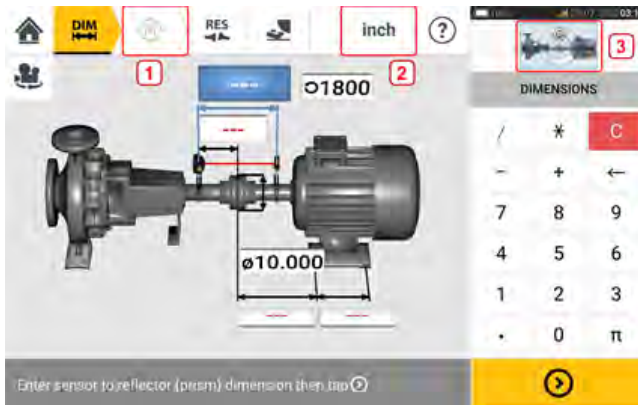 DIM
RES
inch
?
1
2
3
---
1800
---
DIMENSIONS
/ * C
- + ←
7 8 9
ø10.000
4 5 6
1 2 3
--- ---
. 0 π
Enter sensor to reflector (prism) dimension then tap